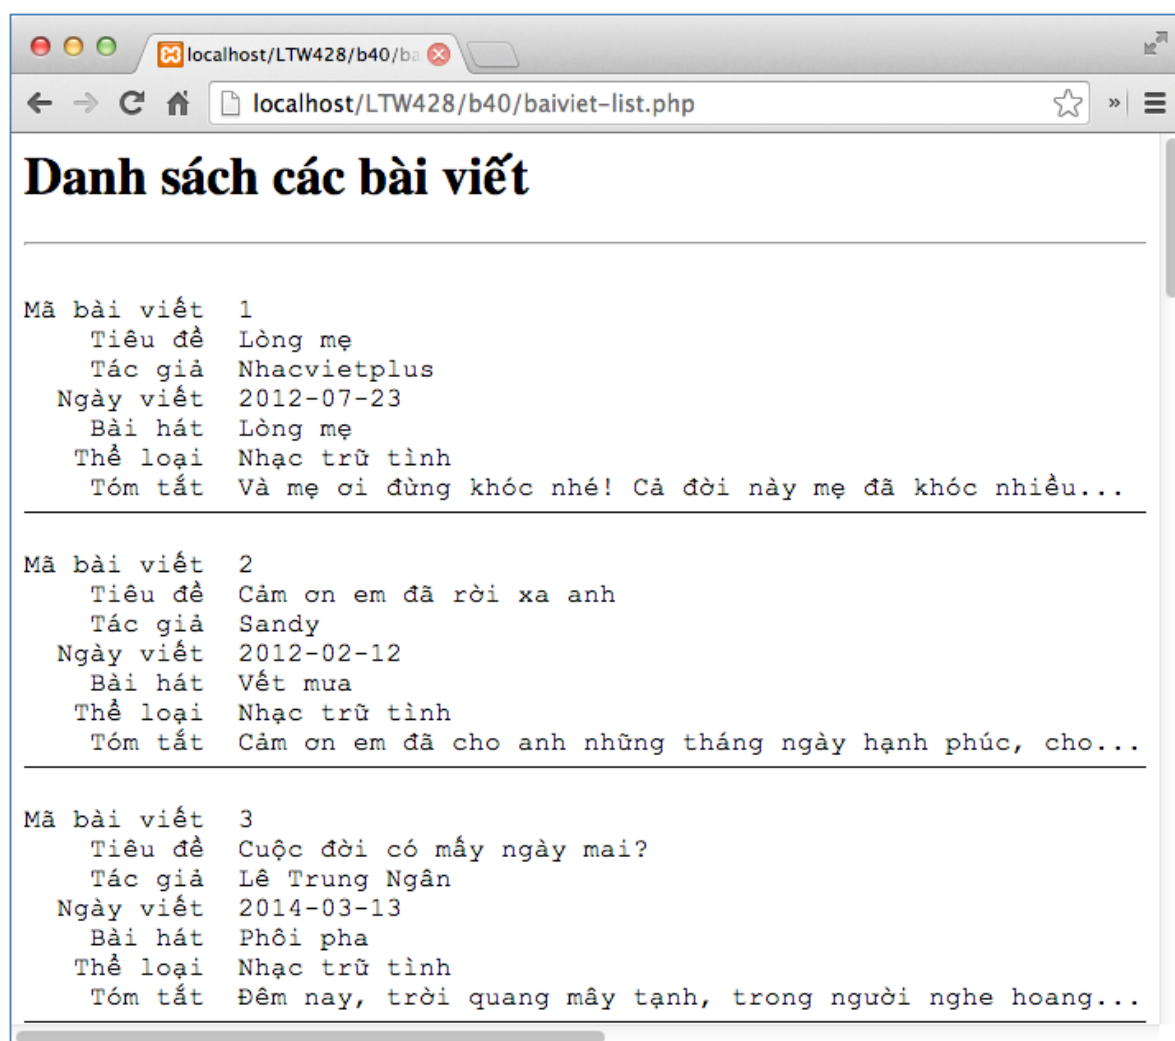 localhost/LTW428/b40/ba
localhost/LTW428/b40/baiviet-list.php
Danh sách các bài viết
Mã bài viết 1
Tiêu đề Lòng mẹ
Tác giả Nhacvietplus
Ngày viết 2012-07-23
Bài hát Lòng mẹ
Thể loại Nhạc trữ tình
Tóm tắt Và mẹ ơi đừng khóc nhé! Cả đời này mẹ đã khóc nhiều...
Mã bài viết 2
Tiêu đề Cảm ơn em đã rời xa anh
Tác giả Sandy
Ngày viết 2012-02-12
Bài hát Vết mưa
Thể loại Nhạc trữ tình
Tóm tắt Cảm ơn em đã cho anh những tháng ngày hạnh phúc, cho...
Mã bài viết 3
Tiêu đề Cuộc đời có mấy ngày mai?
Tác giả Lê Trung Ngân
Ngày viết 2014-03-13
Bài hát Phôi pha
Thể loại Nhạc trữ tình
Tóm tắt Đêm nay, trời quang mây tạnh, trong người nghe hoang...